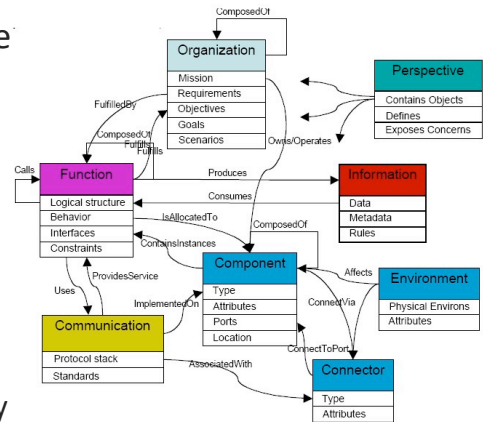 ComposedOf
e
Organization
Mission
Requirements
Objectives
Goals
Scenarios
Perspective
Contains Objects
Defines
Exposes Concerns
FulfilledBy
ComposedOf
Fulfills
Fulfills
Owns/Operates
Calls
Function
Logical structure
Behavior
Interfaces
Constraints
Produces
Consumes
Information
Data
Metadata
Rules
IsAllocatedTo
ContainsInstances
ComposedOf
Component
Type
Attributes
Ports
Location
Affects
ConnectVia
Environment
Physical Environs
Attributes
Uses
ProvidesService
ImplementedOn
Communication
Protocol stack
Standards
AssociatedWith
ConnectToPort
Connector
Type
Attributes
y